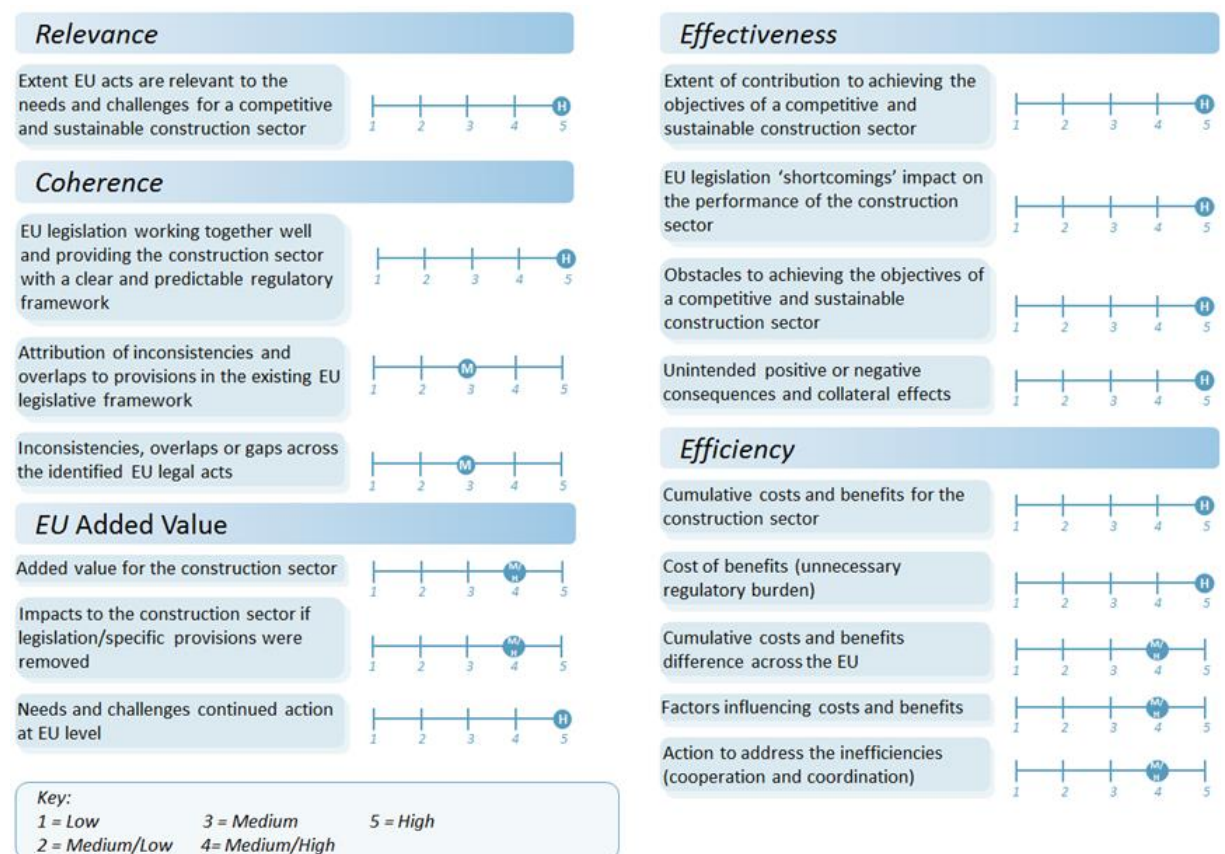 Relevance
Extent EU acts are relevant to the
needs and challenges for a competitive
and sustainable construction sector
H
1 2 3 4 5
Coherence
EU legislation working together well
and providing the construction sector
with a clear and predictable regulatory
framework
H
1 2 3 4 5
Attribution of inconsistencies and
overlaps to provisions in the existing EU
legislative framework
M
1 2 3 4 5
Inconsistencies, overlaps or gaps across
the identified EU legal acts
M
1 2 3 4 5
EU Added Value
Added value for the construction sector
M/
H
1 2 3 4 5
Impacts to the construction sector if
legislation/specific provisions were
removed
M/
H
1 2 3 4 5
Needs and challenges continued action
at EU level
H
1 2 3 4 5
Key:
1 = Low 3 = Medium 5 = High
2 = Medium/Low 4= Medium/High
Effectiveness
Extent of contribution to achieving the
objectives of a competitive and
sustainable construction sector
H
1 2 3 4 5
EU legislation ‘shortcomings’ impact on
the performance of the construction
sector
H
1 2 3 4 5
Obstacles to achieving the objectives of
a competitive and sustainable
construction sector
H
1 2 3 4 5
Unintended positive or negative
consequences and collateral effects
H
1 2 3 4 5
Efficiency
Cumulative costs and benefits for the
construction sector
H
1 2 3 4 5
Cost of benefits (unnecessary
regulatory burden)
H
1 2 3 4 5
Cumulative costs and benefits
difference across the EU
M/
H
1 2 3 4 5
Factors influencing costs and benefits
M/
H
1 2 3 4 5
Action to address the inefficiencies
(cooperation and coordination)
M/
H
1 2 3 4 5